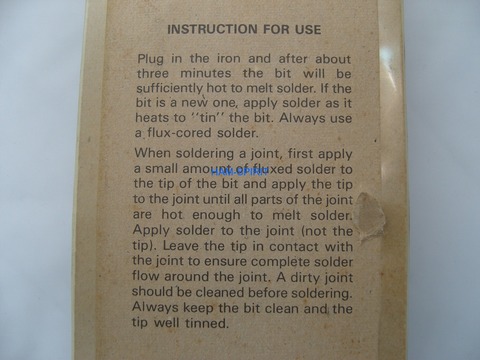 INSTRUCTION FOR USE
Plug in the iron and after about
three minutes the bit will be
sufficiently hot to melt solder. If the
bit is a new one, apply solder as it
heats to ''tin'' the bit. Always use
a flux-cored solder.
When soldering a joint, first apply
a small amount of fluxed solder to
the tip of the bit and apply the tip
to the joint until all parts of the joint
are hot enough to melt solder.
Apply solder to the joint (not the
tip). Leave the tip in contact with
the joint to ensure complete solder
flow around the joint. A dirty joint
should be cleaned before soldering.
Always keep the bit clean and the
tip well tinned.